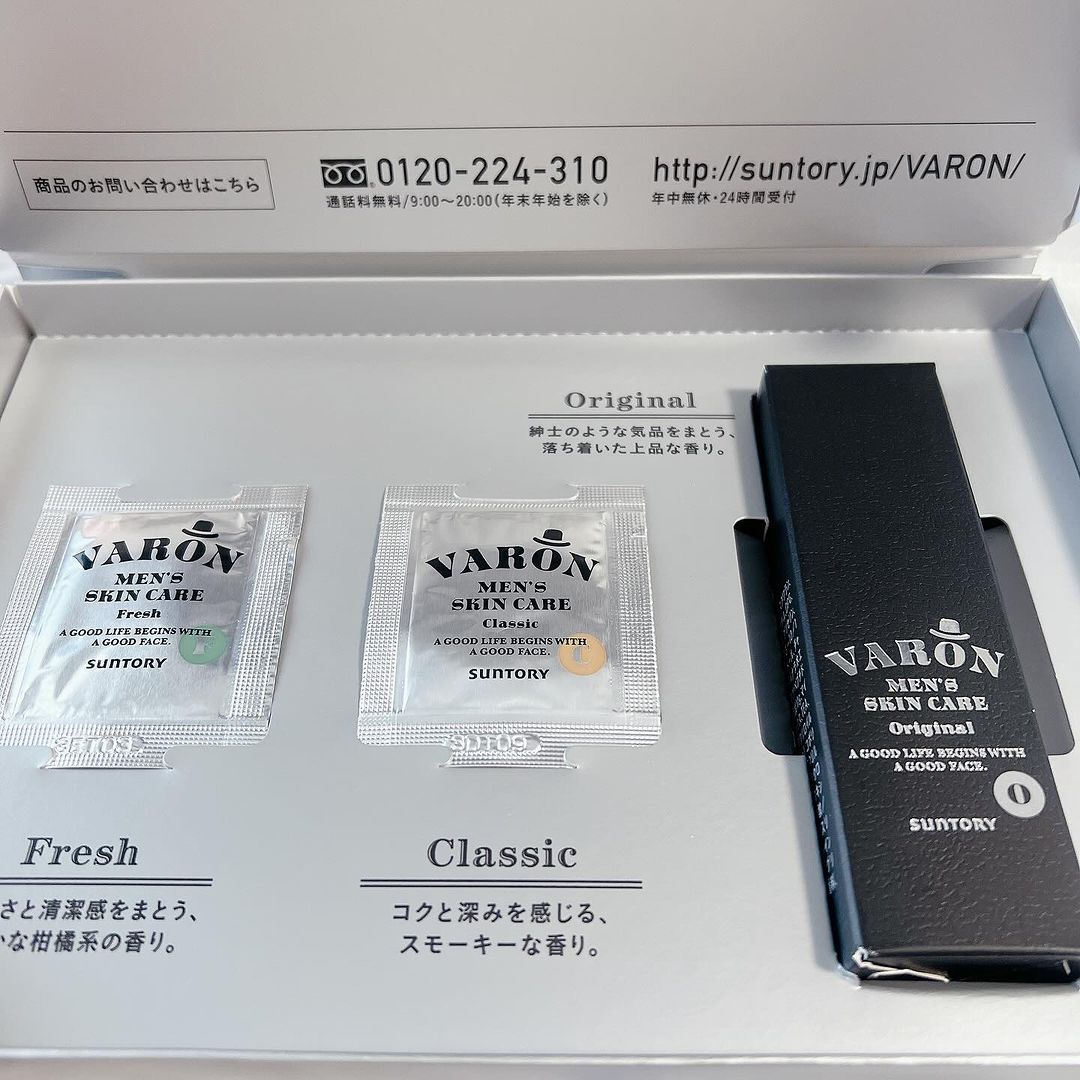 商品のお問い合わせはこちら
0120-224-310
通話料無料/9:00～20:00(年末年始を除く)
http://suntory.jp/VARON/
年中無休・24時間受付
Original
紳士のような気品をまとう、
落ち着いた上品な香り。
VARON
MEN'S
SKIN CARE
Fresh
A GOOD LIFE BEGINS WITH
A GOOD FACE.
F
SUNTORY
VARON
MEN'S
SKIN CARE
Classic
A GOOD LIFE BEGINS WITH
A GOOD FACE.
C
SUNTORY
VARON
MEN'S
SKIN CARE
Original
A GOOD LIFE BEGINS WITH
A GOOD FACE.
O
SUNTORY
Fresh
さと清潔感をまとう、
な柑橘系の香り。
Classic
コクと深みを感じる、
スモーキーな香り。